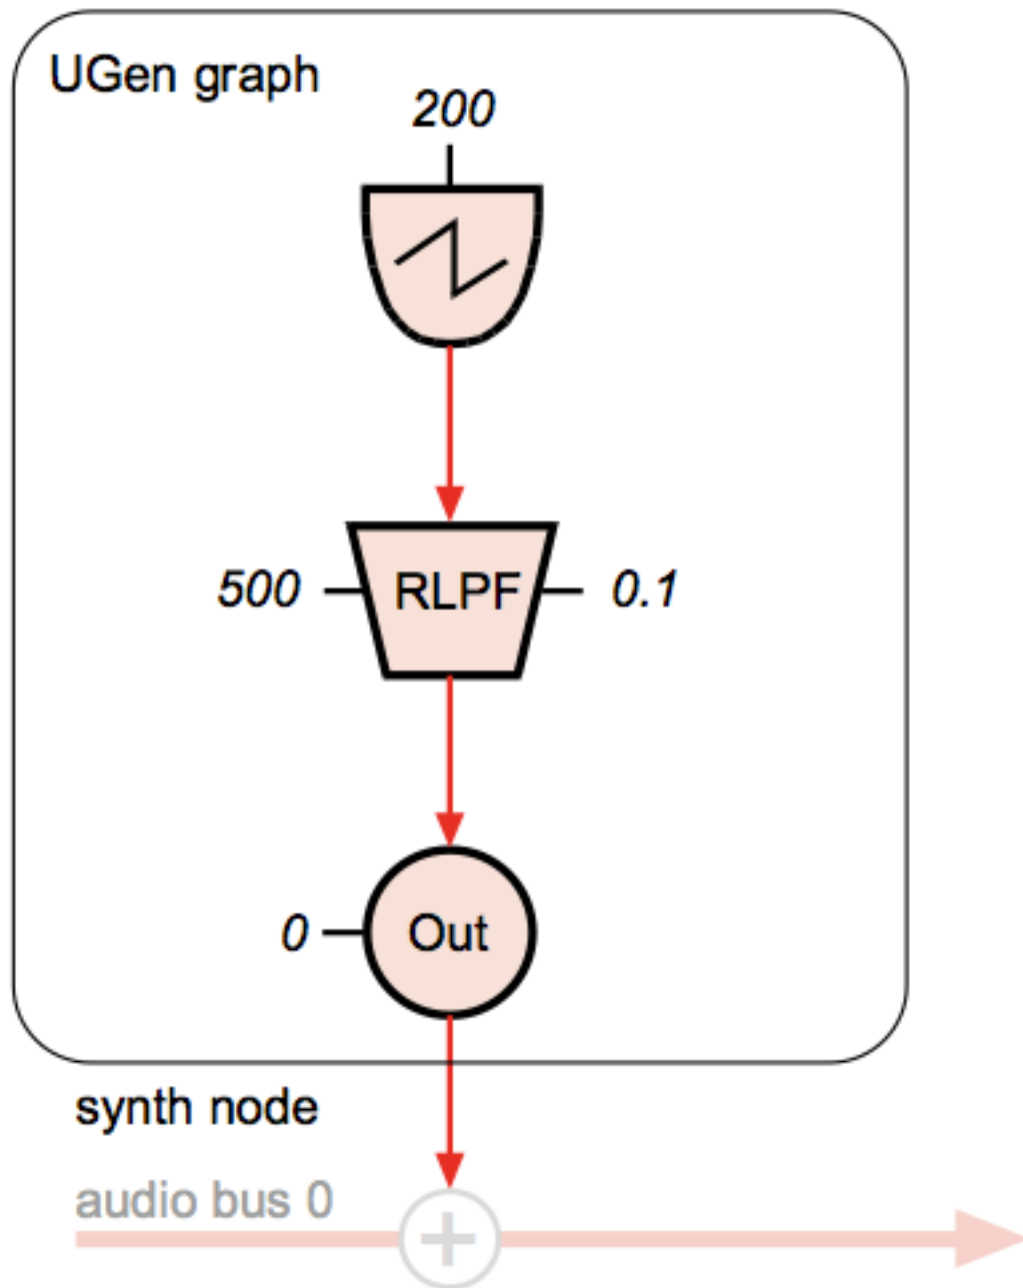 UGen graph
200
500 RLPF 0.1
0 Out
synth node
audio bus 0
+